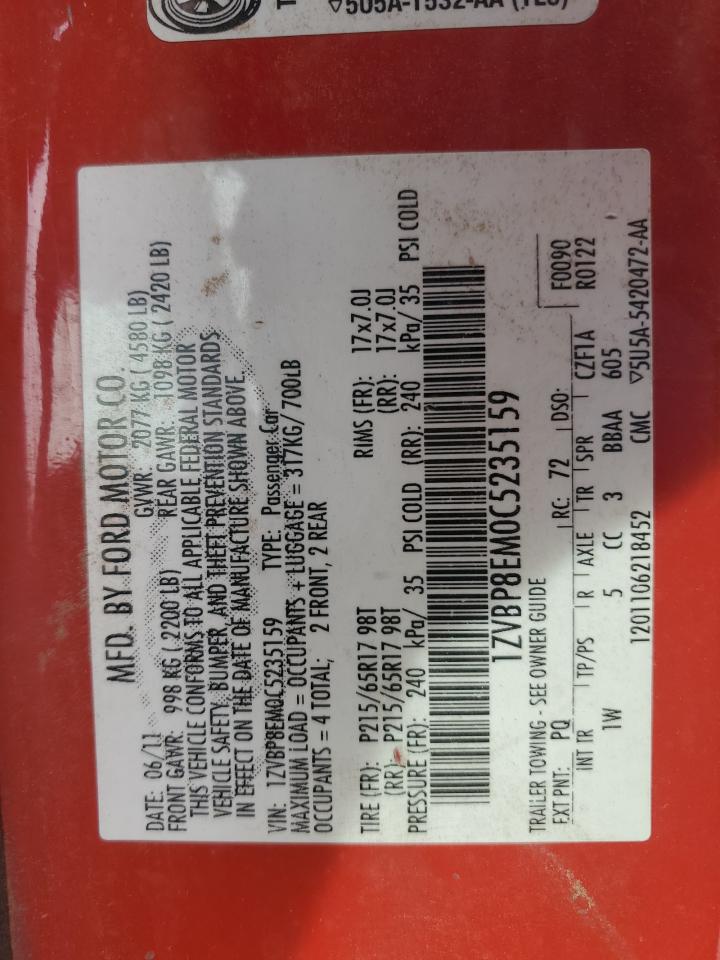 5U5A-1532-AA
MFD. BY FORD MOTOR CO.
DATE: 06/11 GVWR: 2077 KG ( 4580 LB)
FRONT GAWR: 998 KG ( 2200 LB) REAR GAWR: 1098 KG ( 2420 LB)
THIS VEHICLE CONFORMS TO ALL APPLICABLE FEDERAL MOTOR
VEHICLE SAFETY, BUMPER, AND THEFT PREVENTION STANDARDS
IN EFFECT ON THE DATE OF MANUFACTURE SHOWN ABOVE.
VIN: 1ZVBP8EM0C5235159 TYPE: Passenger Car
MAXIMUM LOAD = OCCUPANTS + LUGGAGE = 317KG/ 700LB
OCCUPANTS = 4 TOTAL; 2 FRONT, 2 REAR
TIRE (FR): P215/65R17 98T RIMS (FR): 17x7.0J
(RR): P215/65R17 98T (RR): 17x7.0J
PRESSURE (FR): 240 kPa/ 35 PSI COLD (RR): 240 kPa/ 35 PSI COLD
1ZVBP8EM0C5235159
TRAILER TOWING - SEE OWNER GUIDE
EXT PNT: PQ RC: 72 DSO: F0090
INT TR TP/PS R AXLE TR SPR CZF1A R0122
1W 5 CC 3 BBAA 605
1201106218452 CMC ▽5U5A-5420472-AA